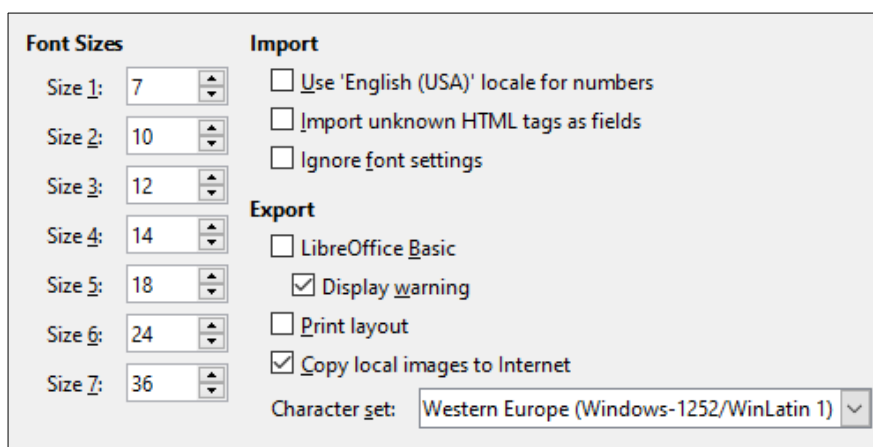 Font Sizes
Size 1: 7
Size 2: 10
Size 3: 12
Size 4: 14
Size 5: 18
Size 6: 24
Size 7: 36
Import
Use 'English (USA)' locale for numbers
Import unknown HTML tags as fields
Ignore font settings
Export
LibreOffice Basic
Display warning
Print layout
Copy local images to Internet
Character set: Western Europe (Windows-1252/WinLatin 1)